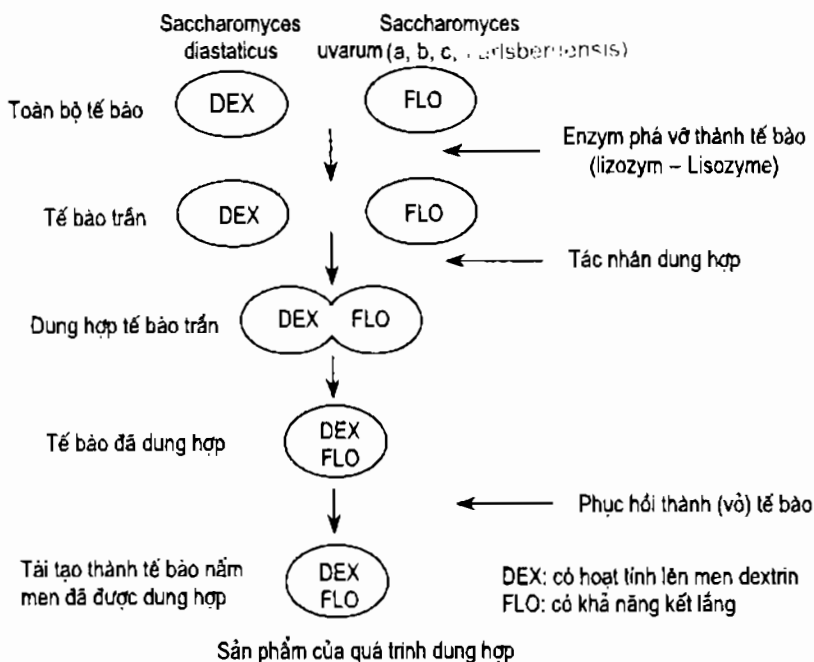 Saccharomyces
diastaticus
Saccharomyces
uvarum (a, b, c,
Toàn bộ tế bào
DEX
FLO
Enzym phá vỡ thành tế bào
(lizozym – Lisozyme)
Tế bào trần
DEX
FLO
Tác nhân dung hợp
Dung hợp tế bào trần
DEX
FLO
Tế bào đã dung hợp
DEX
FLO
Phục hồi thành (vỏ) tế bào
Tái tạo thành tế bào nấm
men đã được dung hợp
DEX
FLO
DEX: có hoạt tính lên men dextrin
FLO: có khả năng kết lắng
Sản phẩm của quá trình dung hợp